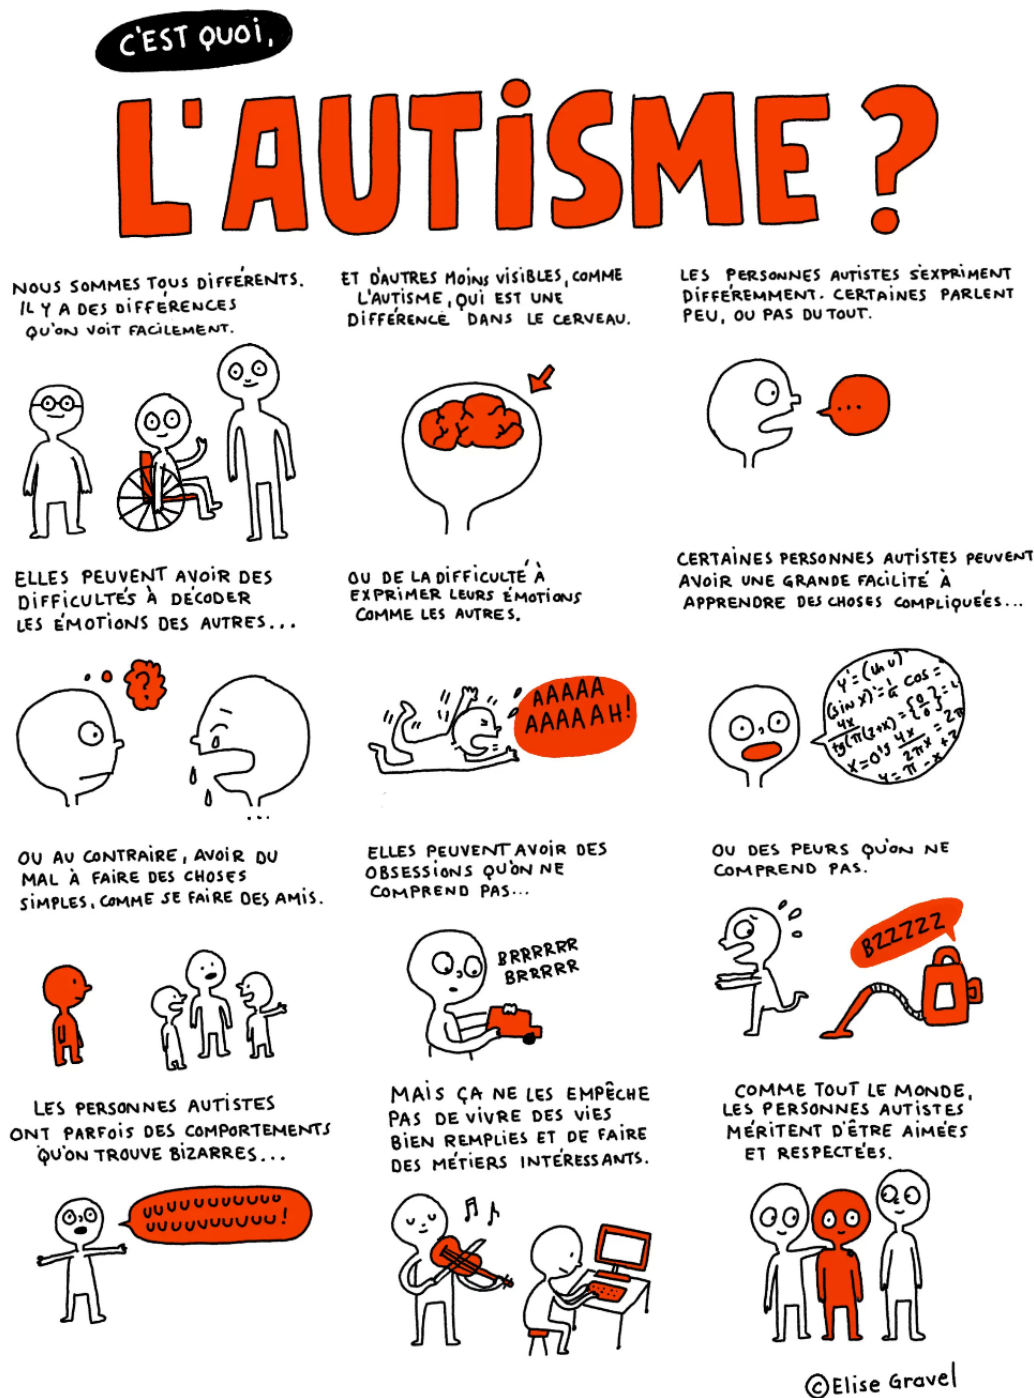 C'EST QUOI,
L'AUTISME ?
NOUS SOMMES TOUS DIFFÉRENTS.
IL Y A DES DIFFÉRENCES
QU'ON VOIT FACILEMENT.
ET D'AUTRES MOINS VISIBLES, COMME
L'AUTISME, QUI EST UNE
DIFFÉRENCE DANS LE CERVEAU.
LES PERSONNES AUTISTES S'EXPRIMENT
DIFFÉREMMENT. CERTAINES PARLENT
PEU, OU PAS DU TOUT.
...
ELLES PEUVENT AVOIR DES
DIFFICULTÉS À DÉCODER
LES ÉMOTIONS DES AUTRES...
?
...
OU DE LA DIFFICULTÉ À
EXPRIMER LEURS ÉMOTIONS
COMME LES AUTRES.
AAAAA
AAAAAH!
CERTAINES PERSONNES AUTISTES PEUVENT
AVOIR UNE GRANDE FACILITÉ À
APPRENDRE DES CHOSES COMPLIQUÉES...
OU AU CONTRAIRE, AVOIR DU
MAL À FAIRE DES CHOSES
SIMPLES, COMME SE FAIRE DES AMIS.
ELLES PEUVENT AVOIR DES
OBSESSIONS QU'ON NE
COMPREND PAS...
BRRRRRR
BRRRRR
OU DES PEURS QU'ON NE
COMPREND PAS.
BZZZZZ
LES PERSONNES AUTISTES
ONT PARFOIS DES COMPORTEMENTS
QU'ON TROUVE BIZARRES...
UUUUUUUUUUU
UUUUUUUUUU!
MAIS ÇA NE LES EMPÊCHE
PAS DE VIVRE DES VIES
BIEN REMPLIES ET DE FAIRE
DES MÉTIERS INTÉRESSANTS.
COMME TOUT LE MONDE,
LES PERSONNES AUTISTES
MÉRITENT D'ÊTRE AIMÉES
ET RESPECTÉES.
©Elise Gravel